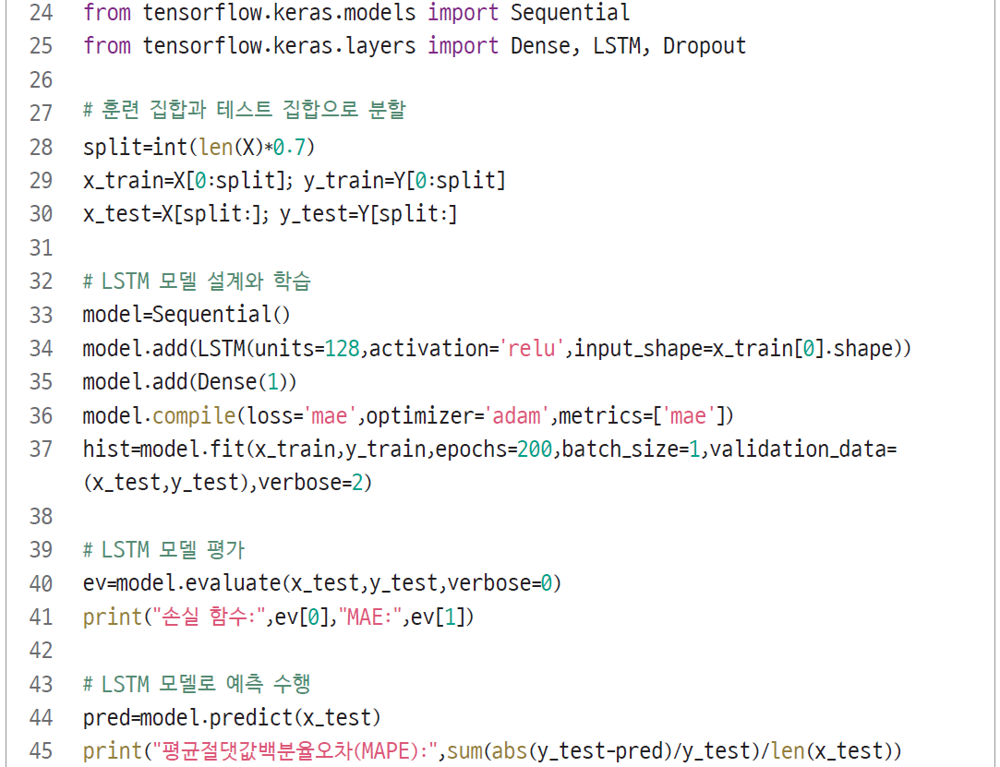 24 from tensorflow.keras.models import Sequential
25 from tensorflow.keras.layers import Dense, LSTM, Dropout
26
27 # 훈련 집합과 테스트 집합으로 분할
28 split=int(len(X)*0.7)
29 x_train=X[0:split]; y_train=Y[0:split]
30 x_test=X[split:]; y_test=Y[split:]
31
32 # LSTM 모델 설계와 학습
33 model=Sequential()
34 model.add(LSTM(units=128,activation='relu',input_shape=x_train[0].shape))
35 model.add(Dense(1))
36 model.compile(loss='mae',optimizer='adam',metrics=['mae'])
37 hist=model.fit(x_train,y_train,epochs=200,batch_size=1,validation_data=
(x_test,y_test),verbose=2)
38
39 # LSTM 모델 평가
40 ev=model.evaluate(x_test,y_test,verbose=0)
41 print("손실 함수:",ev[0],"MAE:",ev[1])
42
43 # LSTM 모델로 예측 수행
44 pred=model.predict(x_test)
45 print("평균절댓값백분율오차(MAPE):",sum(abs(y_test-pred)/y_test)/len(x_test))